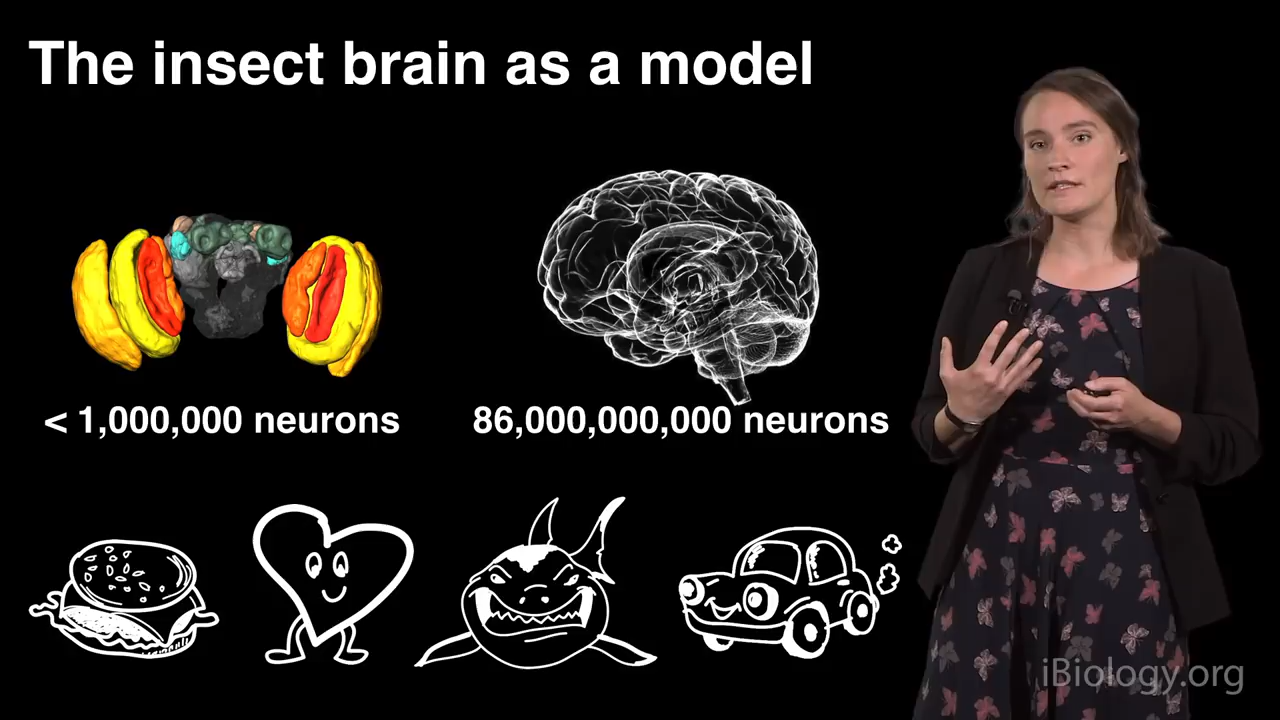 The insect brain as a model
< 1,000,000 neurons
86,000,000,000 neurons
iBiology.org